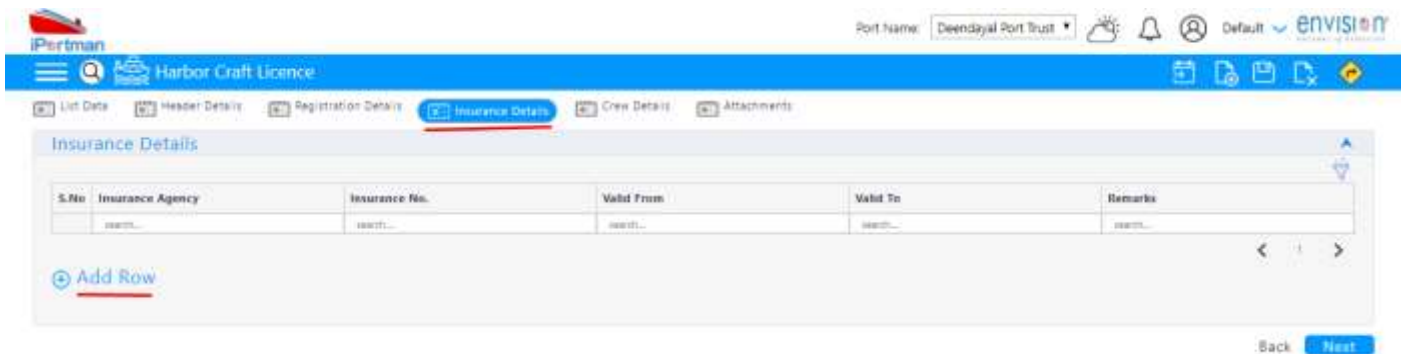 Port Name: Deendayal Port Trust Default envision
iPortman
Harbor Craft Licence
List Data Header Details Registration Details Insurance Details Crew Details Attachments
Insurance Details
S.No Insurance Agency Insurance No. Valid From Valid To Remarks
search... search... search... search... search...
1
Add Row
Back Next